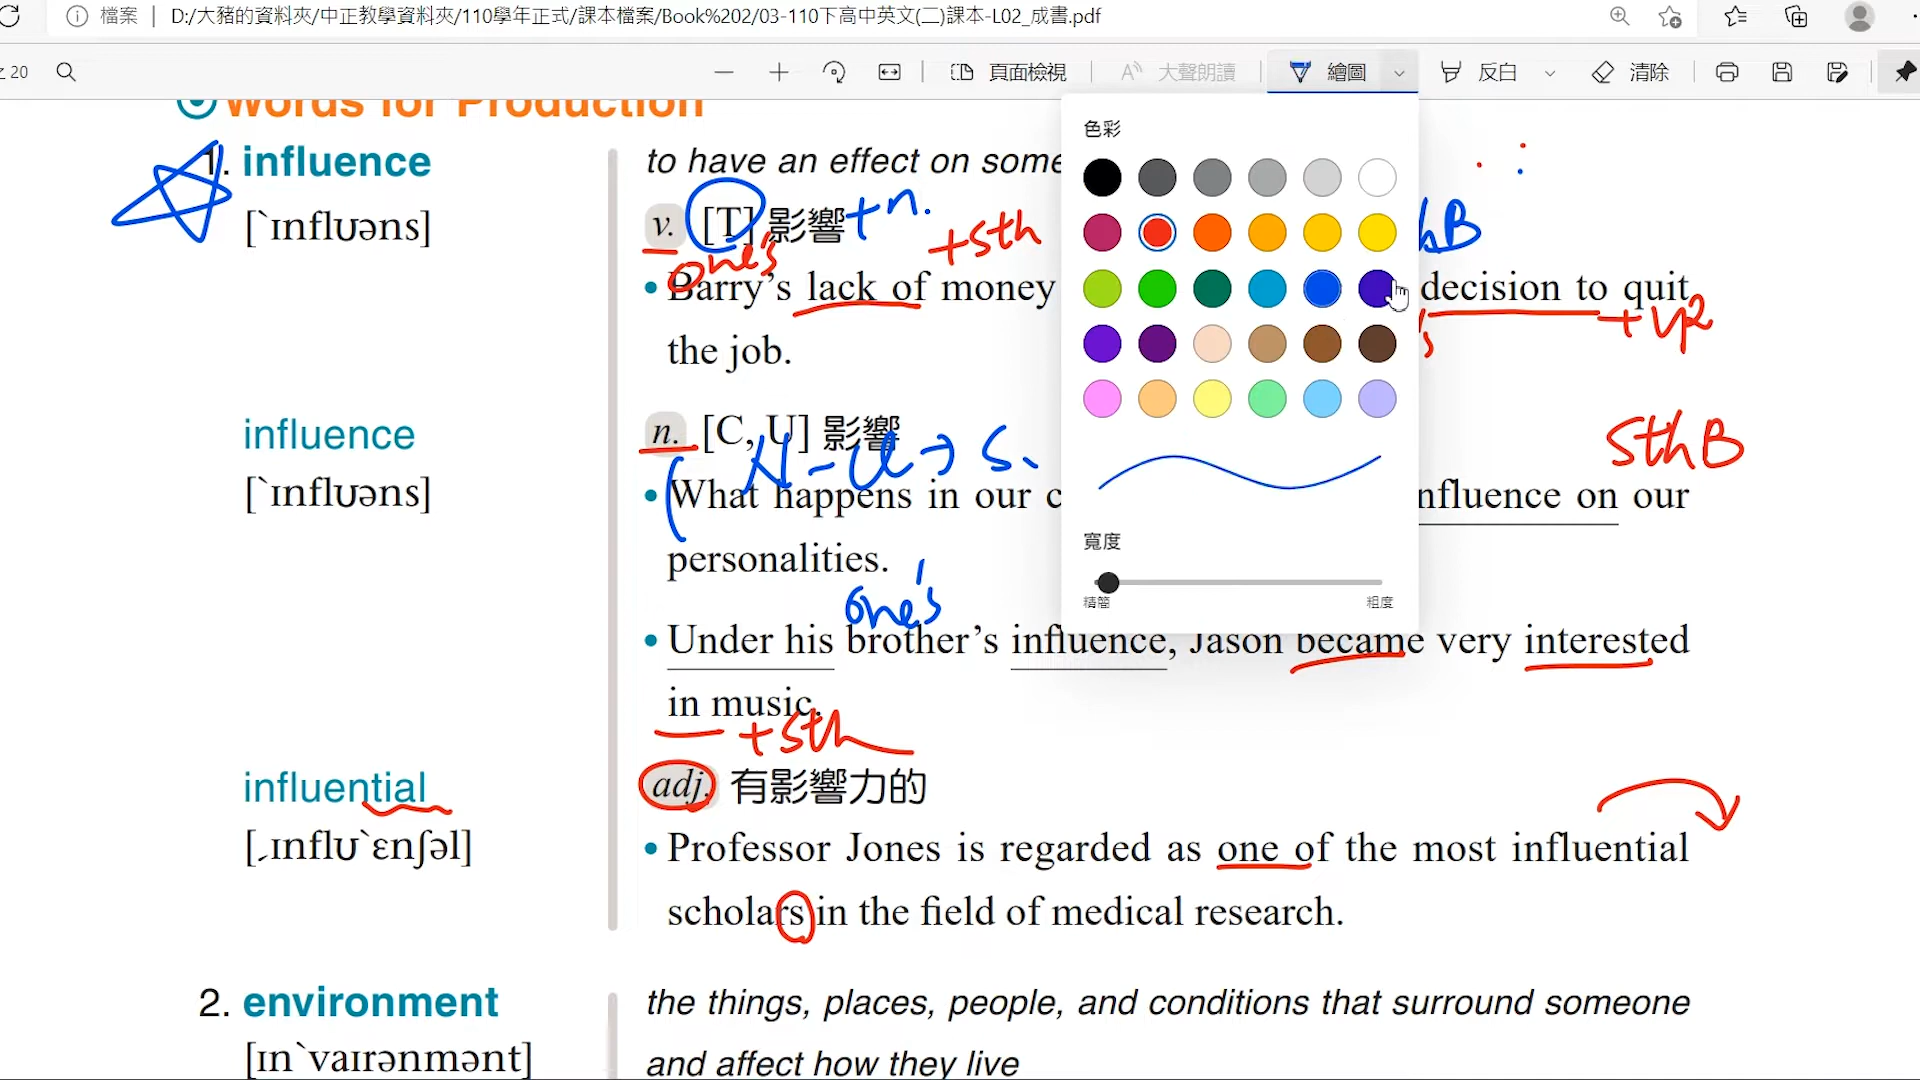 檔案 | D:/大豬的資料夾/中正教學資料夾/110學年正式/課本檔案/Book%202/03-110下高中英文(二)課本-L02_成書.pdf
之 20 頁面檢視 大聲朗讀 繪圖 反白 清除
Words for Production
色彩
1. influence
to have an effect on some
[ˋɪnfluəns]
v. [T] 影響 + n.
+ sth
hB
one's
• Barry's lack of money
decision to quit
+ VR
the job.
influence
n. [C, U] 影響
N - U → S.
sthB
[ˋɪnfluəns]
• What happens in our c
nfluence on our
寬度
personalities.
精簡 粗度
one's
• Under his brother's influence, Jason became very interested
in music.
+ sth
influential
adj. 有影響力的
[ˏɪnfluˋɛnʃəl]
• Professor Jones is regarded as one of the most influential
scholars in the field of medical research.
2. environment
the things, places, people, and conditions that surround someone
[ɪnˋvaɪrənmənt]
and affect how they live